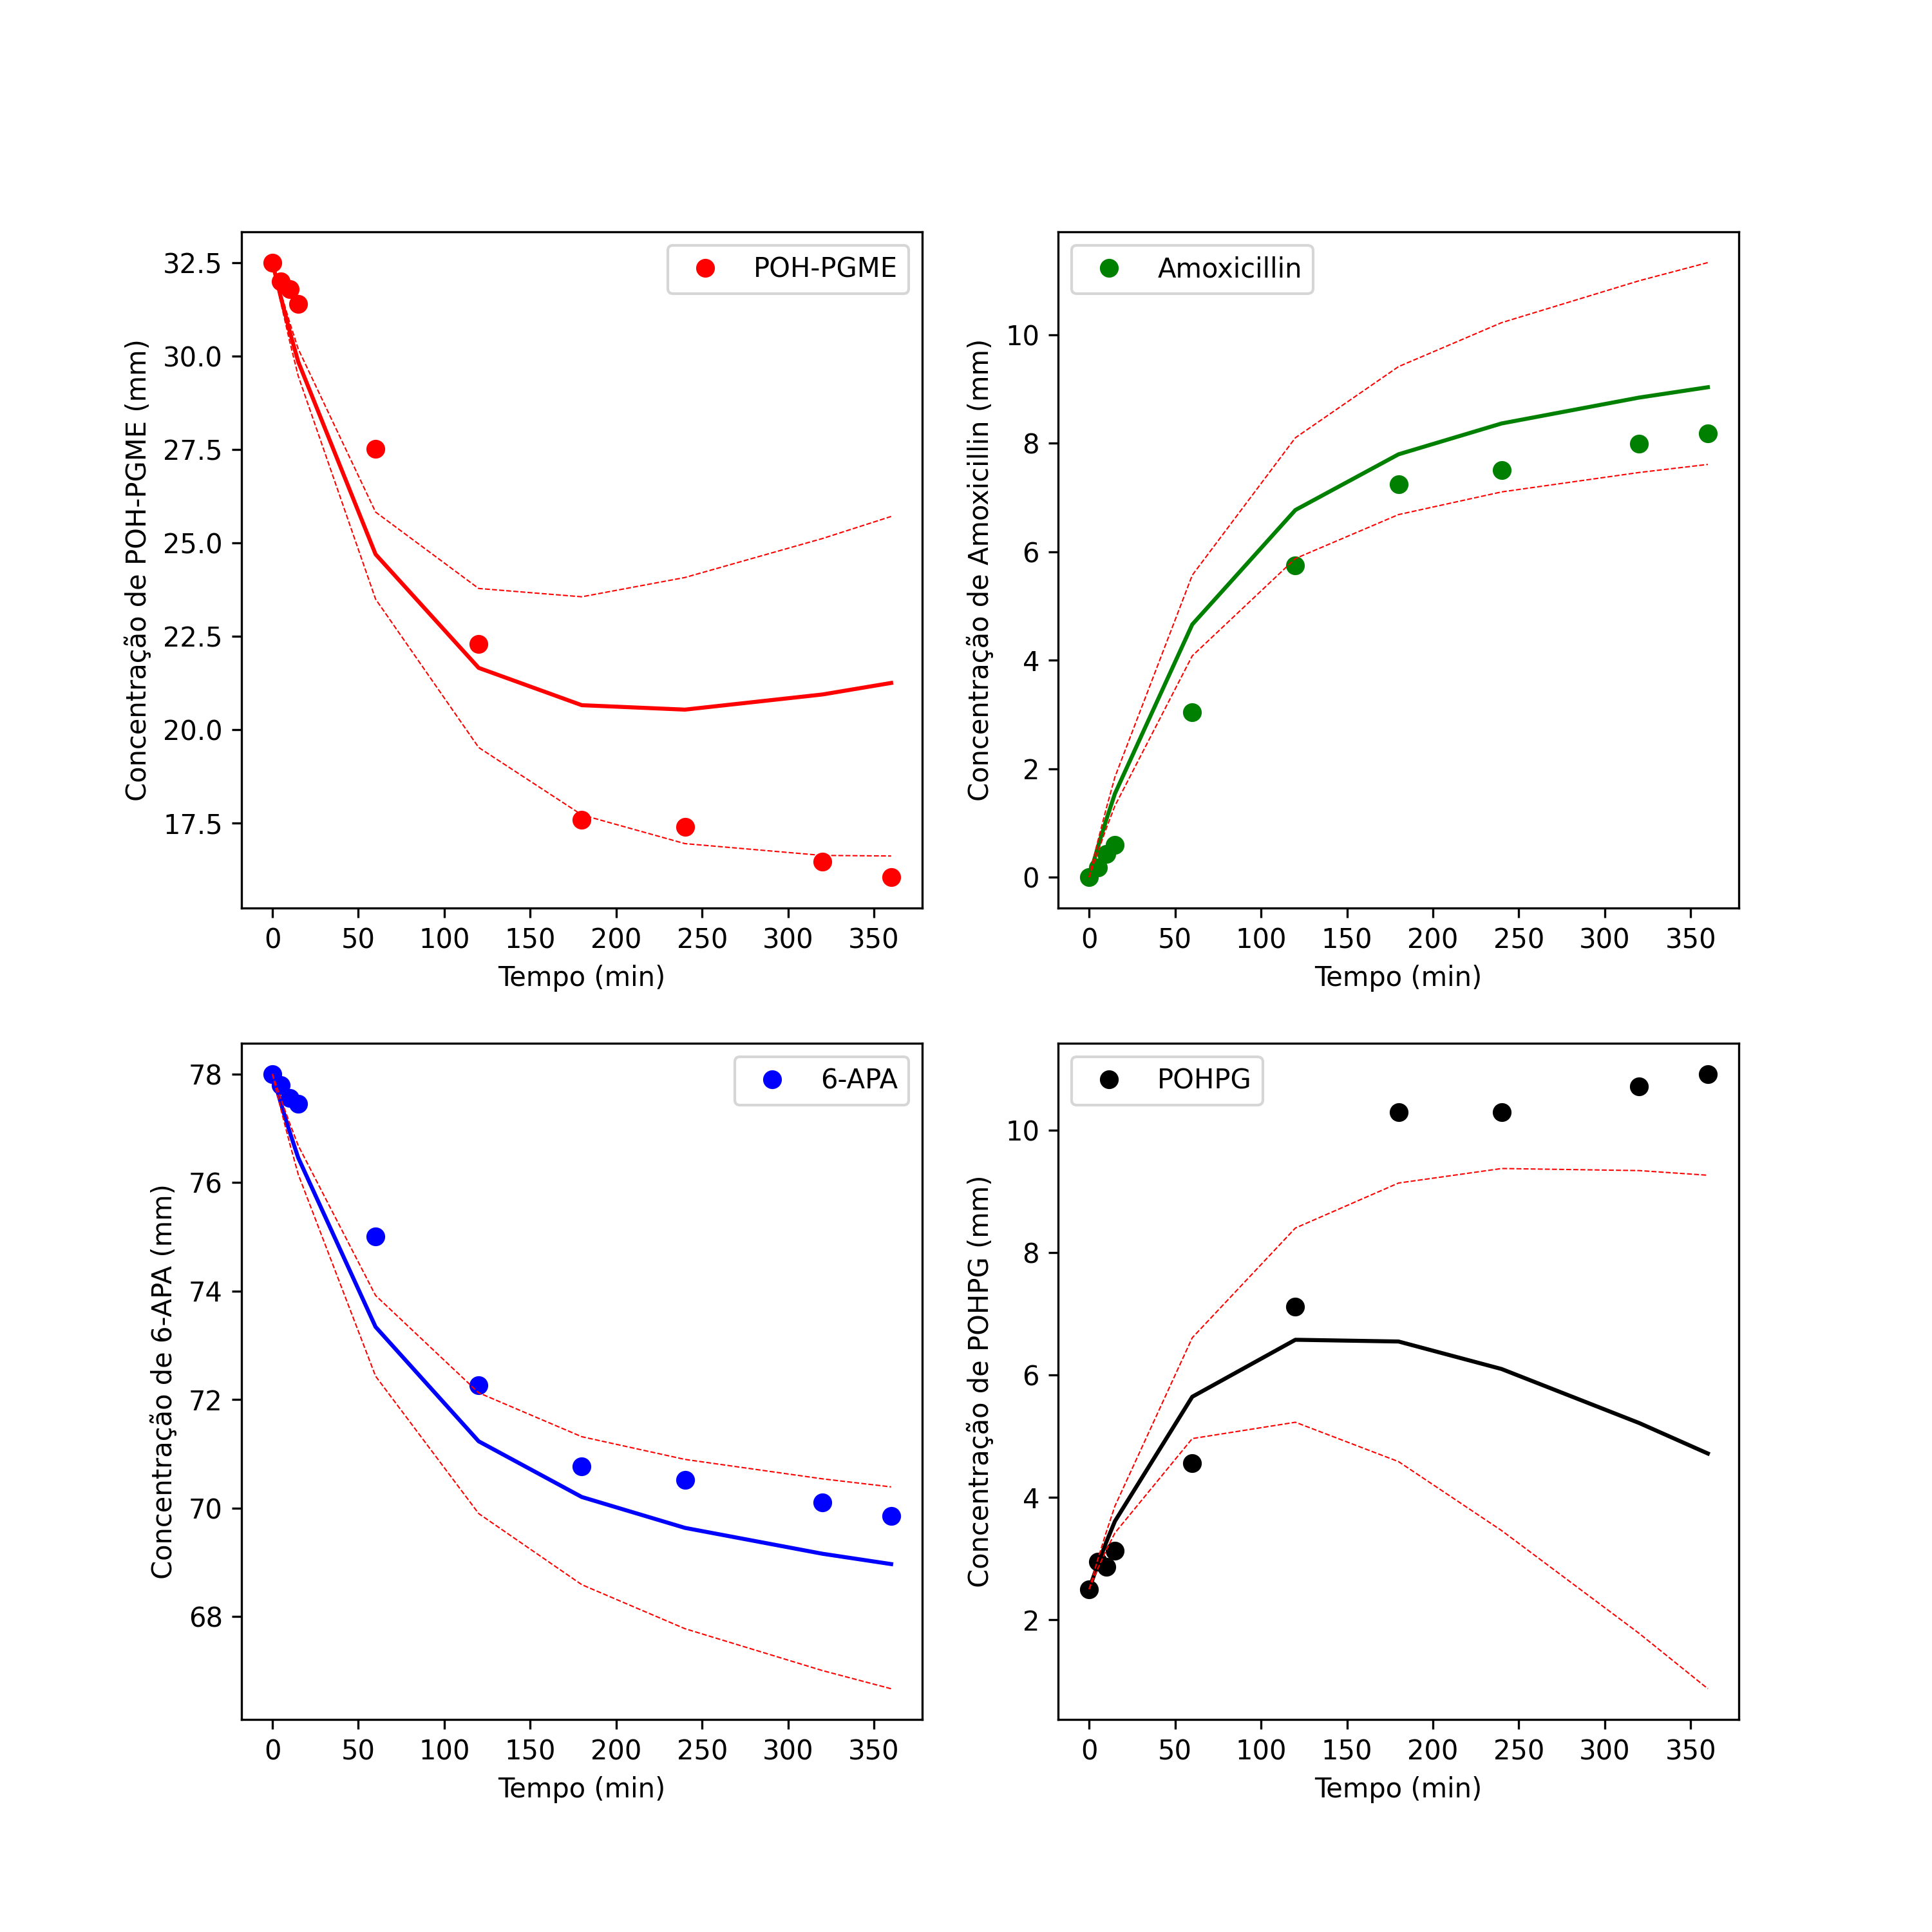 POH-PGME
32.5
30.0
27.5
25.0
22.5
20.0
17.5
Concentração de POH-PGME (mm)
0 50 100 150 200 250 300 350
Tempo (min)
Amoxicillin
10
8
6
4
2
0
Concentração de Amoxicillin (mm)
0 50 100 150 200 250 300 350
Tempo (min)
6-APA
78
76
74
72
70
68
Concentração de 6-APA (mm)
0 50 100 150 200 250 300 350
Tempo (min)
POHPG
10
8
6
4
2
Concentração de POHPG (mm)
0 50 100 150 200 250 300 350
Tempo (min)